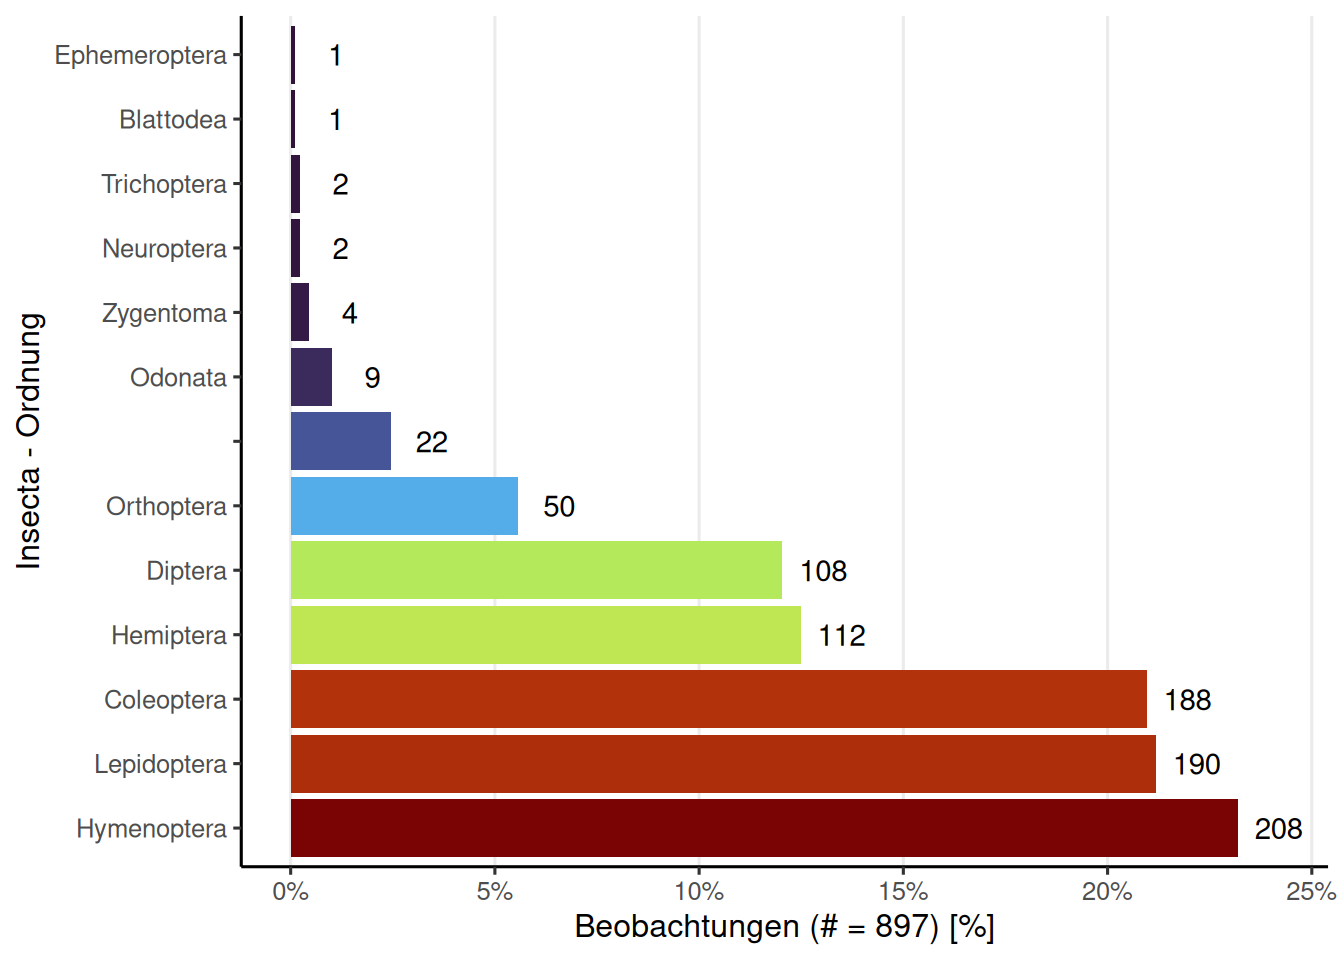 Insecta - Ordnung
Ephemeroptera 1
Blattodea 1
Trichoptera 2
Neuroptera 2
Zygentoma 4
Odonata 9
22
Orthoptera 50
Diptera 108
Hemiptera 112
Coleoptera 188
Lepidoptera 190
Hymenoptera 208
0% 5% 10% 15% 20% 25%
Beobachtungen (# = 897) [%]